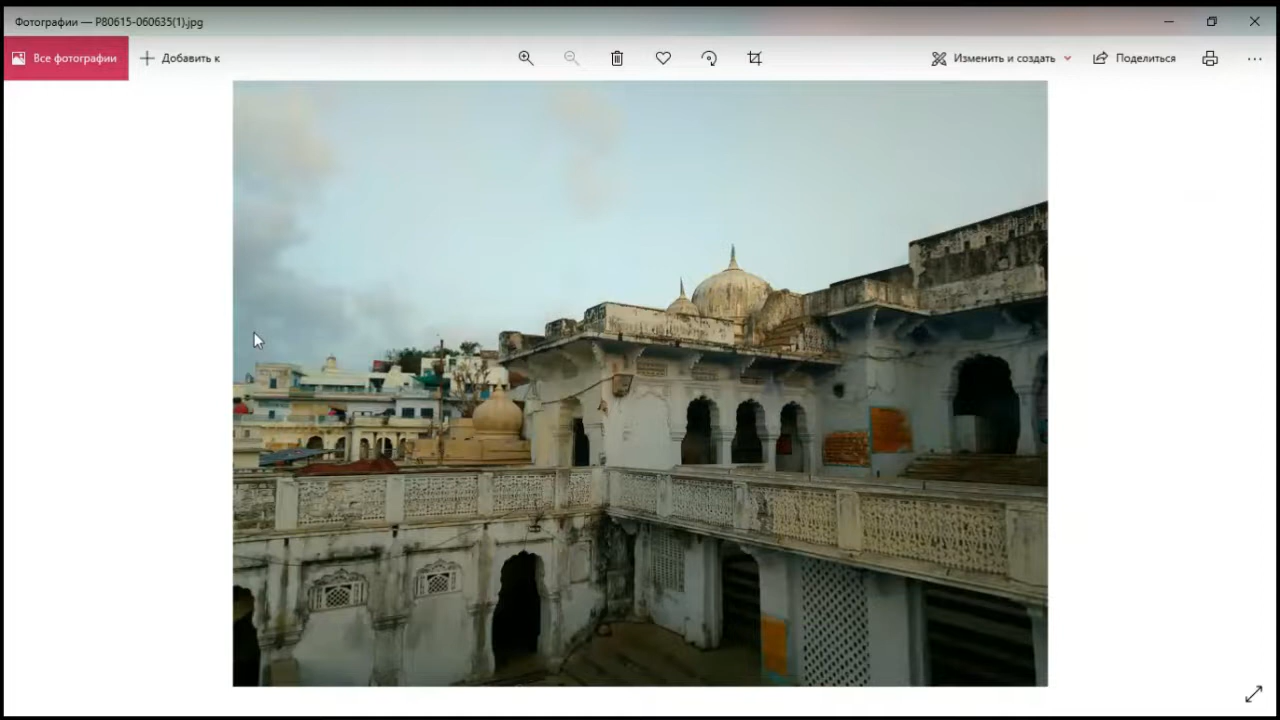 Фотографии — P80615-060635(1).jpg
Все фотографии
Добавить к
Изменить и создать
Поделиться